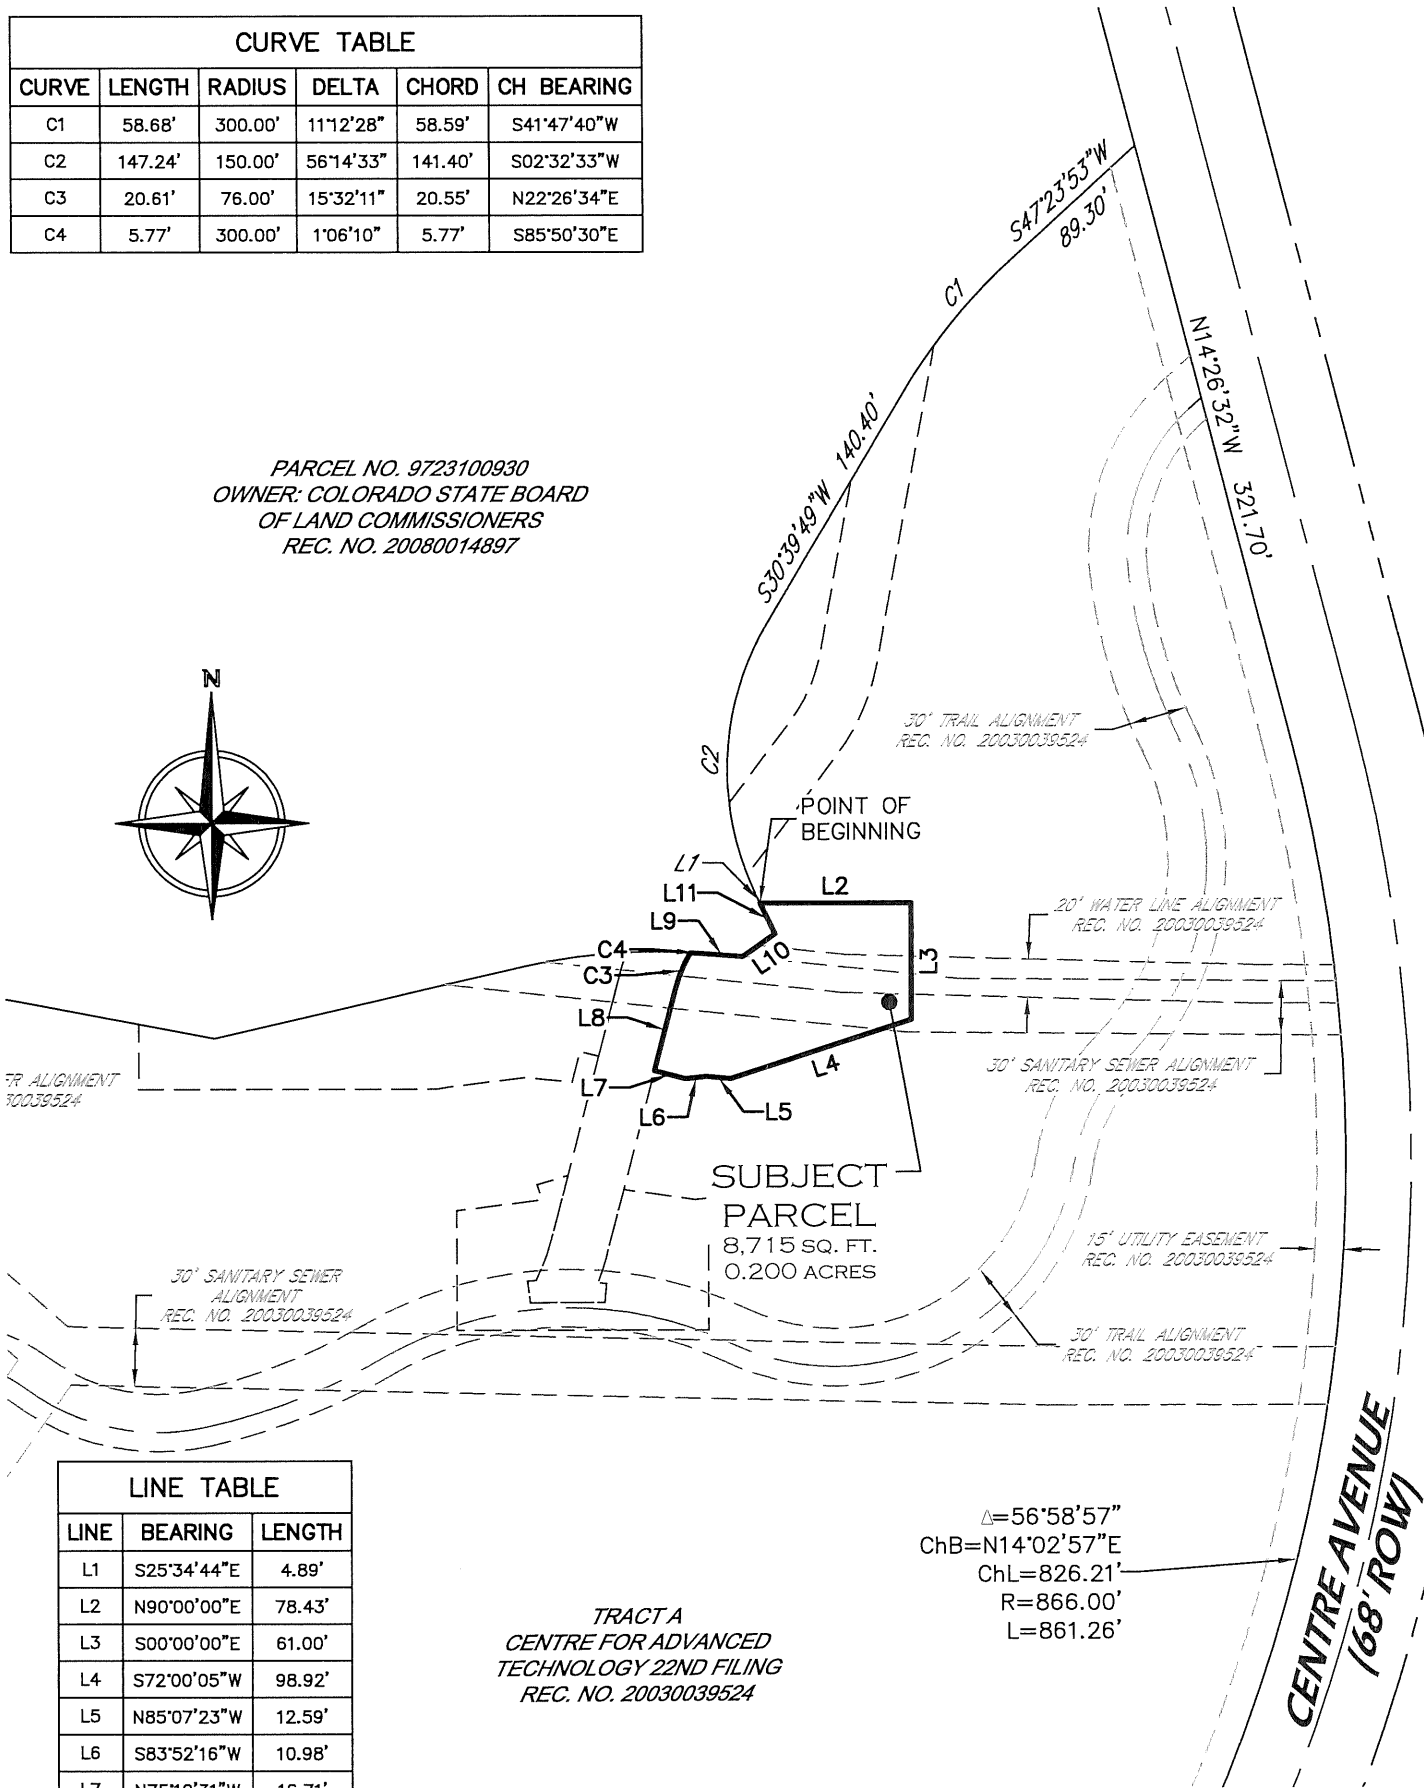 CURVE TABLE
CURVE LENGTH RADIUS DELTA CHORD CH BEARING
C1 58.68' 300.00' 11°12'28" 58.59' S41°47'40"W
C2 147.24' 150.00' 56°14'33" 141.40' S02°32'33"W
C3 20.61' 76.00' 15°32'11" 20.55' N22°26'34"E
C4 5.77' 300.00' 1°06'10" 5.77' S85°50'30"E
S47°23'53"W
89.30'
C1
N14°26'32"W 321.70'
S30°39'49"W 140.40'
PARCEL NO. 9723100930
OWNER: COLORADO STATE BOARD
OF LAND COMMISSIONERS
REC. NO. 20080014897
N
30' TRAIL ALIGNMENT
REC. NO. 20030039524
C2
POINT OF
BEGINNING
L1
L11
L2
L9
20' WATER LINE ALIGNMENT
REC. NO. 20030039524
C4
L10
L3
C3
L8
30' SANITARY SEWER ALIGNMENT
REC. NO. 20030039524
ER ALIGNMENT
30039524
L7
L4
L6
L5
SUBJECT
PARCEL
8,715 SQ. FT.
0.200 ACRES
15' UTILITY EASEMENT
REC. NO. 20030039524
30' SANITARY SEWER
ALIGNMENT
REC. NO. 20030039524
30' TRAIL ALIGNMENT
REC. NO. 20030039524
LINE TABLE
LINE BEARING LENGTH
L1 S25°34'44"E 4.89'
L2 N90°00'00"E 78.43'
L3 S00°00'00"E 61.00'
L4 S72°00'05"W 98.92'
L5 N85°07'23"W 12.59'
L6 S83°52'16"W 10.98'
TRACT A
CENTRE FOR ADVANCED
TECHNOLOGY 22ND FILING
REC. NO. 20030039524
Δ=56°58'57"
ChB=N14°02'57"E
ChL=826.21'
R=866.00'
L=861.26'
CENTRE AVENUE
(68' ROW)